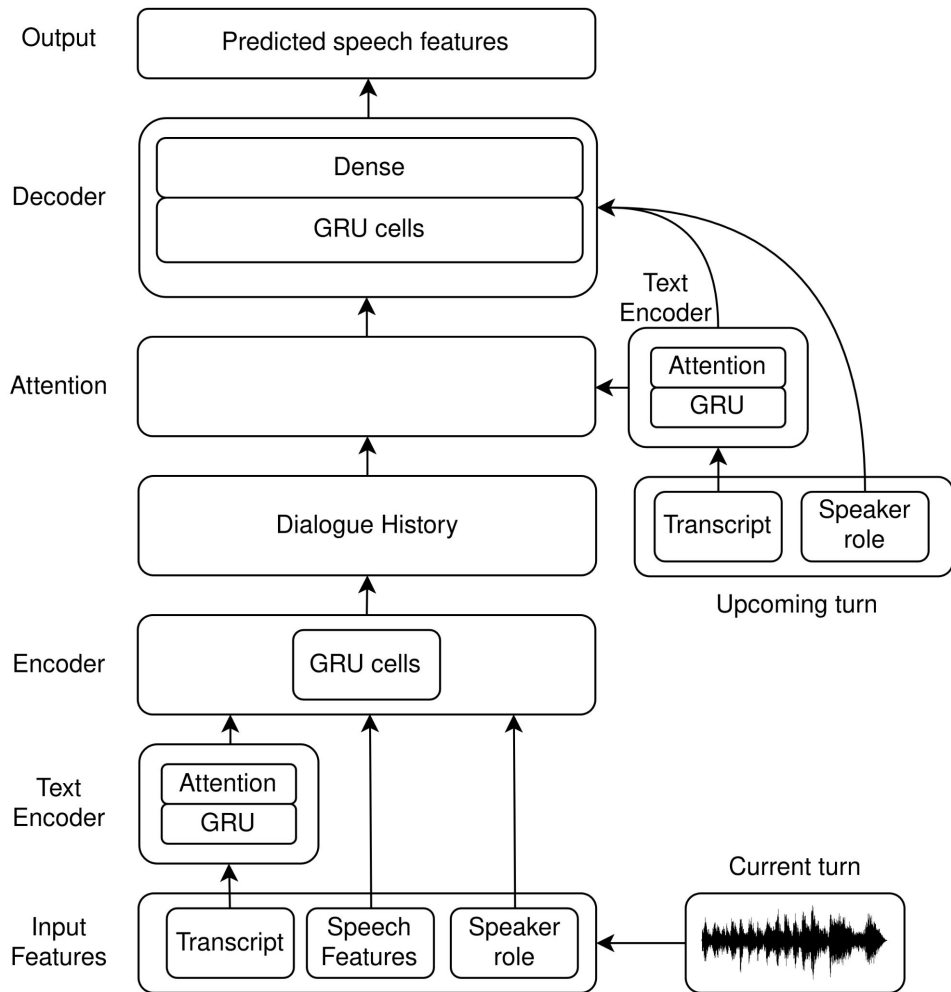 Output
Predicted speech features
Decoder
Dense
GRU cells
Text
Encoder
Attention
Attention
GRU
Dialogue History
Transcript
Speaker
role
Upcoming turn
Encoder
GRU cells
Text
Encoder
Attention
GRU
Current turn
Input
Features
Transcript
Speech
Features
Speaker
role